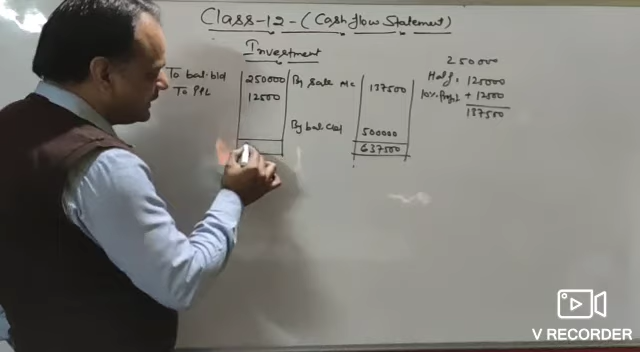 Class-12-(Cash flow Statement)
Investment
To bal. b/d 250000 By Sale A/c 137500
To P/L 12500
By bal c/d 500000
637500
250000
Half = 125000
10% Profit + 12500
137500
V RECORDER